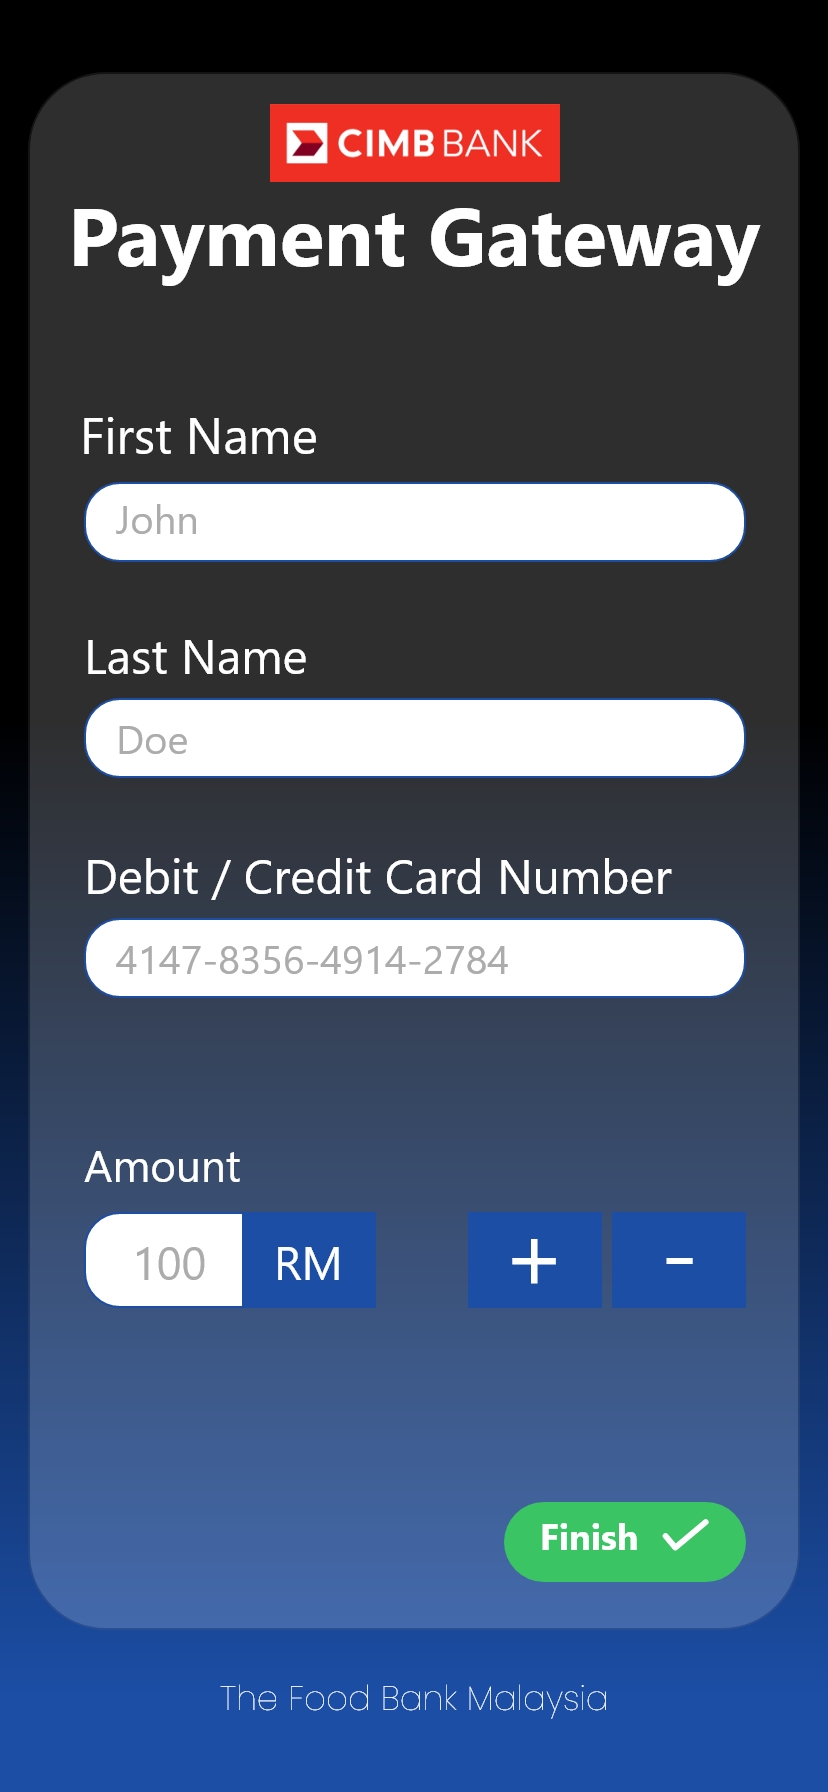 CIMB BANK
Payment Gateway
First Name
John
Last Name
Doe
Debit / Credit Card Number
4147-8356-4914-2784
Amount
100 RM + -
Finish
The Food Bank Malaysia